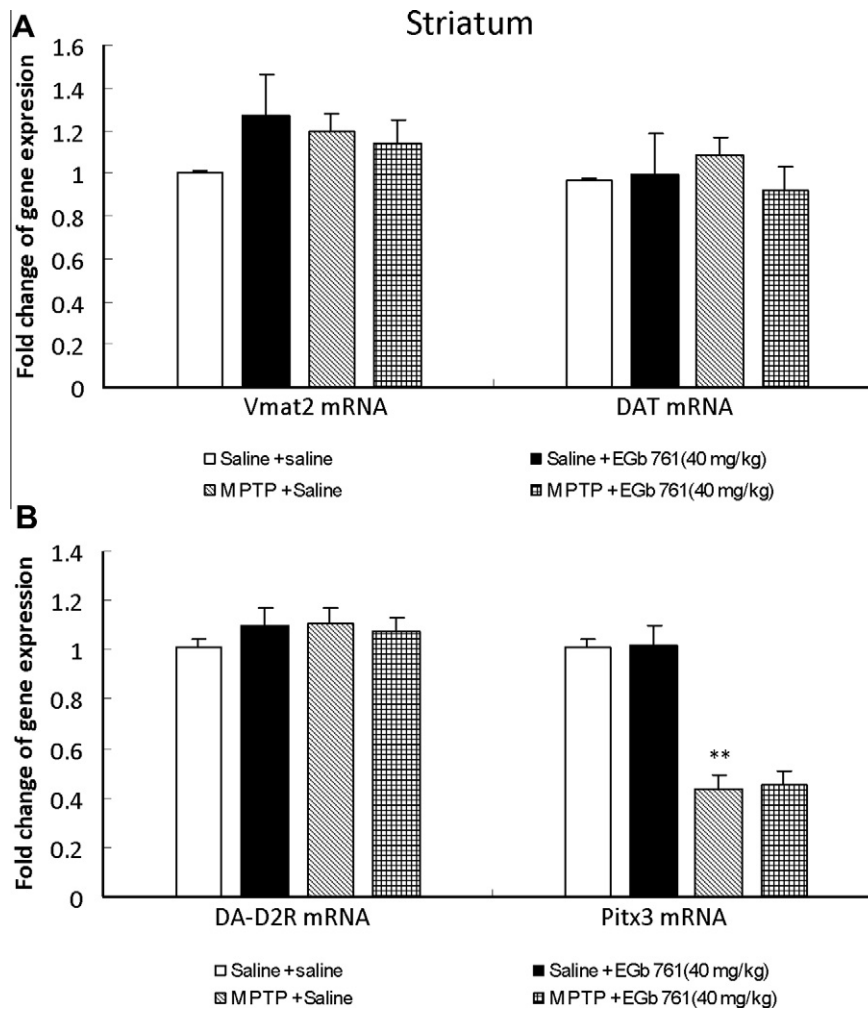 A
Striatum
Fold change of gene expresion
1.6
1.4
1.2
1
0.8
0.6
0.4
0.2
0
Vmat2 mRNA DAT mRNA
Saline +saline Saline +EGb 761(40 mg/kg)
MPTP +Saline MPTP +EGb 761(40 mg/kg)
B
Fold change of gene expression
1.4
1.2
1
0.8
0.6
0.4
0.2
0
**
DA-D2R mRNA Pitx3 mRNA
Saline +saline Saline +EGb 761(40 mg/kg)
MPTP +Saline MPTP +EGb 761(40 mg/kg)